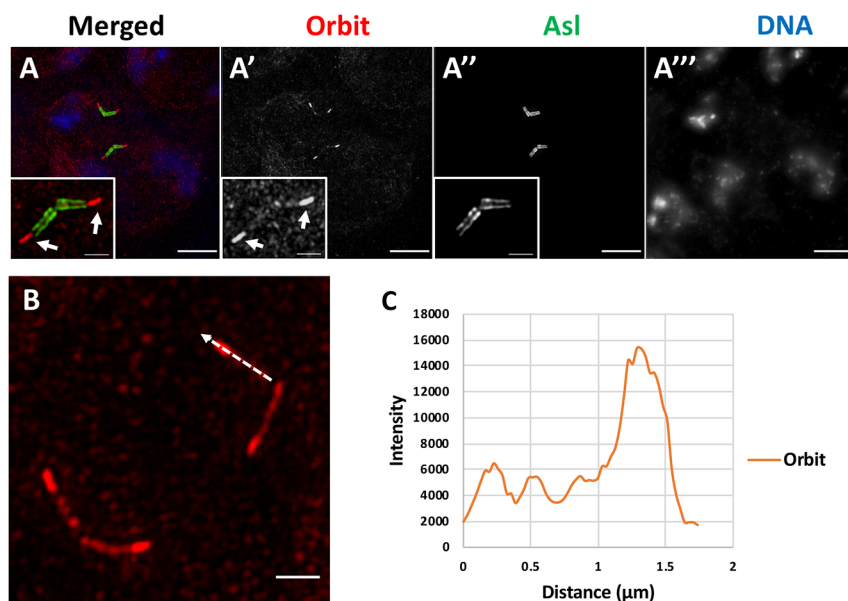 Merged Orbit Asl DNA
A A' A'' A'''
B
C
18000
16000
14000
12000
10000
8000
6000
4000
2000
0
Intensity
0 0.5 1 1.5 2
Distance (μm)
Orbit